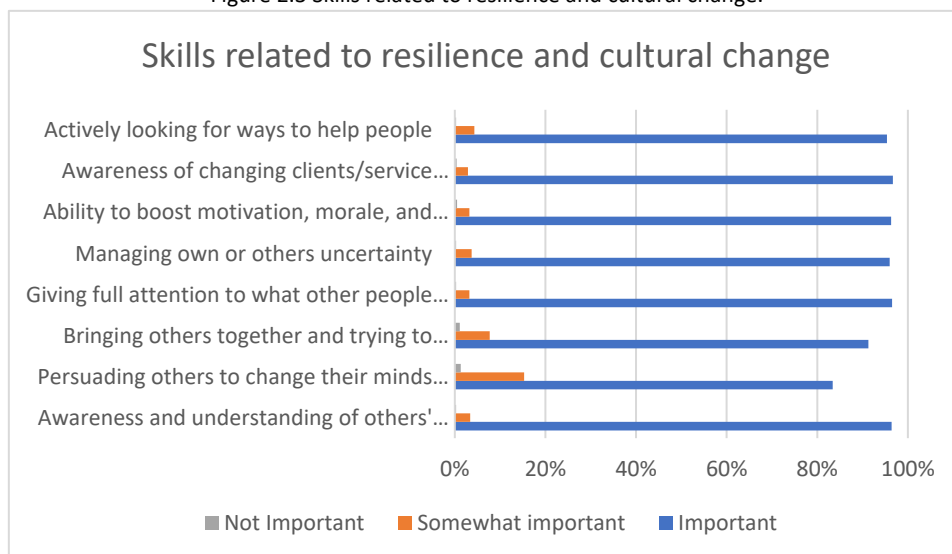 Skills related to resilience and cultural change
Actively looking for ways to help people
Awareness of changing clients/service...
Ability to boost motivation, morale, and...
Managing own or others uncertainty
Giving full attention to what other people...
Bringing others together and trying to...
Persuading others to change their minds...
Awareness and understanding of others'...
0% 20% 40% 60% 80% 100%
Not Important Somewhat important Important